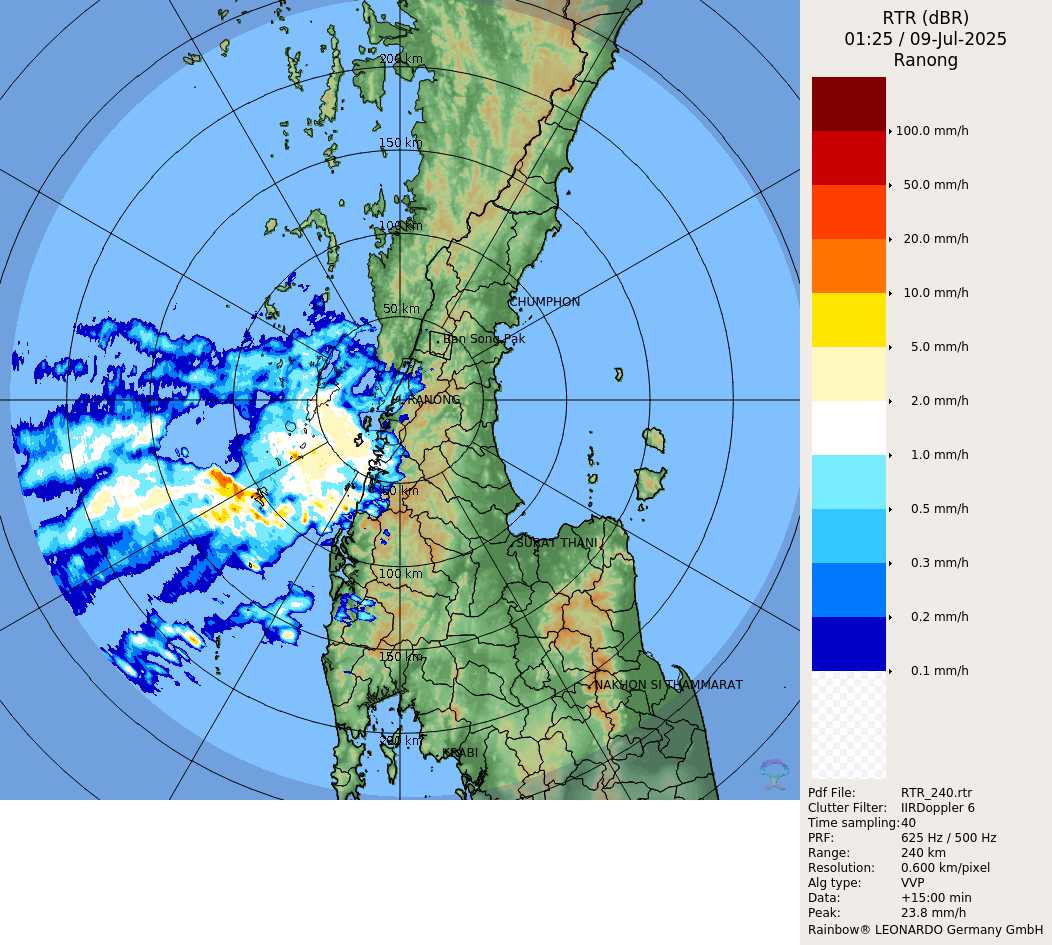 RTR (dBR)
01:25 / 09-Jul-2025
Ranong
200 km
150 km
100 km
50 km
CHUMPHON
Ban Song Pak
RANONG
50 km
SURAT THANI
100 km
150 km
NAKHON SI THAMMARAT
200 km
KRABI
100.0 mm/h
50.0 mm/h
20.0 mm/h
10.0 mm/h
5.0 mm/h
2.0 mm/h
1.0 mm/h
0.5 mm/h
0.3 mm/h
0.2 mm/h
0.1 mm/h
Pdf File: RTR_240.rtr
Clutter Filter: IIRDoppler 6
Time sampling: 40
PRF: 625 Hz / 500 Hz
Range: 240 km
Resolution: 0.600 km/pixel
Alg type: VVP
Data: +15:00 min
Peak: 23.8 mm/h
Rainbow® LEONARDO Germany GmbH